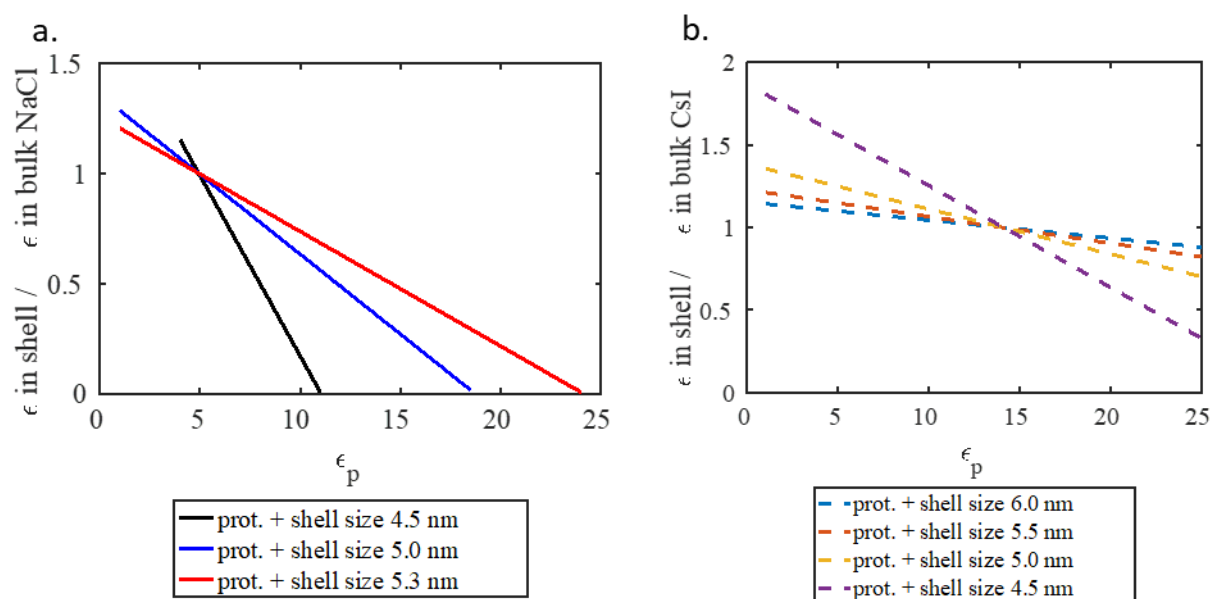 a.
1.5
1
0.5
0
0 5 10 15 20 25
ϵ in shell / ϵ in bulk NaCl
ϵp
prot. + shell size 4.5 nm
prot. + shell size 5.0 nm
prot. + shell size 5.3 nm
b.
2
1.5
1
0.5
0
0 5 10 15 20 25
ϵ in shell / ϵ in bulk CsI
ϵp
prot. + shell size 6.0 nm
prot. + shell size 5.5 nm
prot. + shell size 5.0 nm
prot. + shell size 4.5 nm